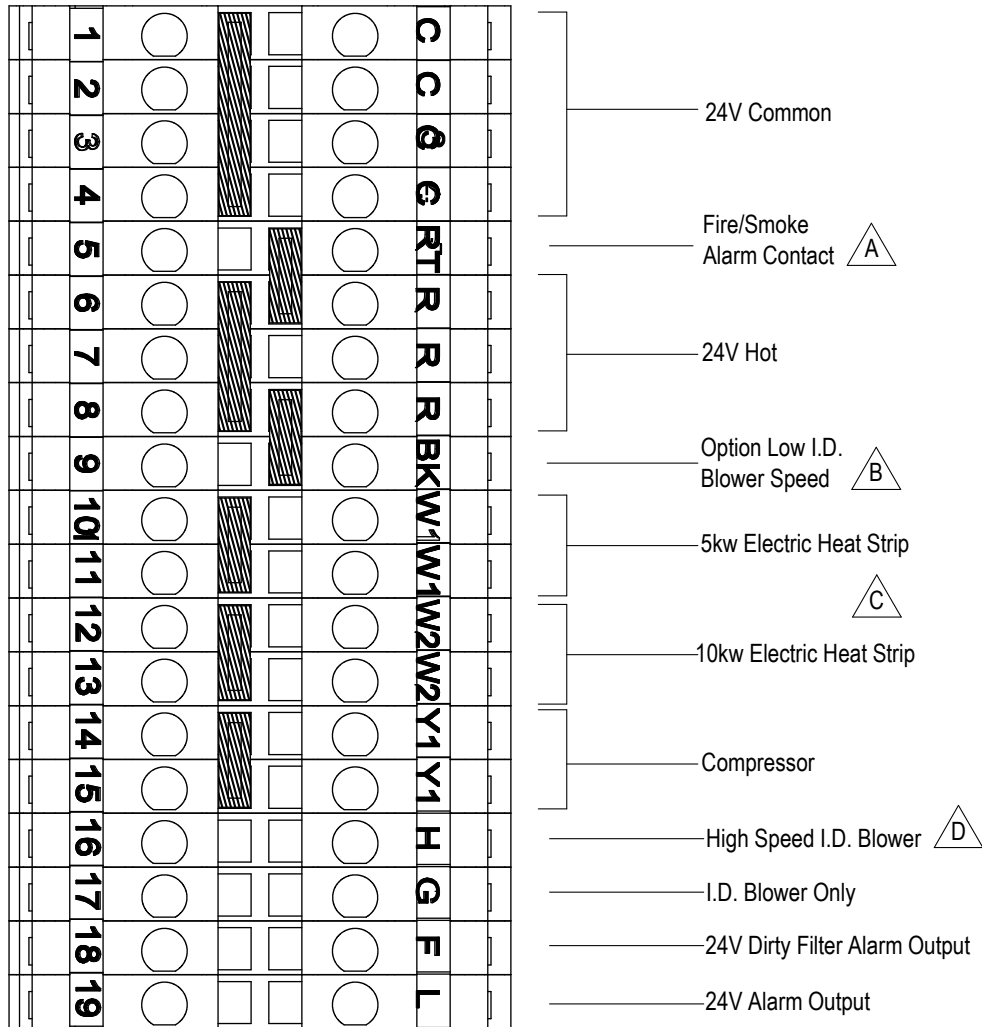 1 C
2 C
3 C
4 C
24V Common
5 RT
Fire/Smoke
Alarm Contact A
6 R
7 R
8 R
24V Hot
9 BK
Option Low I.D.
Blower Speed B
10 W1
11 W1
5kw Electric Heat Strip
C
12 W2
13 W2
10kw Electric Heat Strip
14 Y1
15 Y1
Compressor
16 H
High Speed I.D. Blower D
17 G
I.D. Blower Only
18 F
24V Dirty Filter Alarm Output
19 L
24V Alarm Output